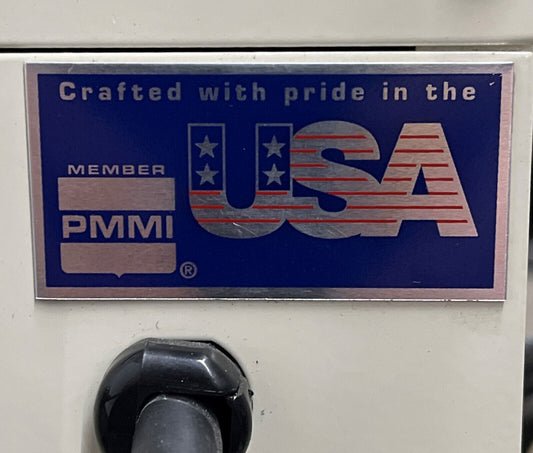 Crafted with pride in the
USA
MEMBER
PMMI
®